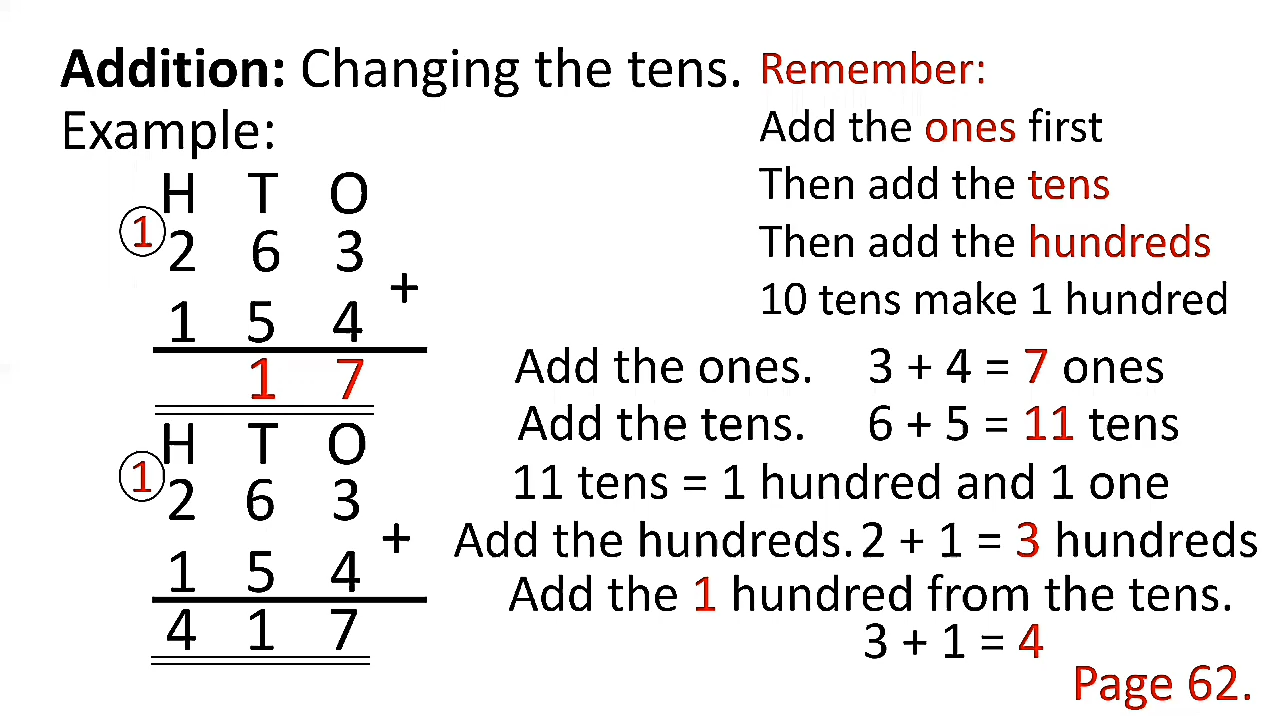 Addition: Changing the tens.
Example:
H T O
1
2 6 3
+
1 5 4
1 7
H T O
1
2 6 3
+
1 5 4
4 1 7
Remember:
Add the ones first
Then add the tens
Then add the hundreds
10 tens make 1 hundred
Add the ones. 3 + 4 = 7 ones
Add the tens. 6 + 5 = 11 tens
11 tens = 1 hundred and 1 one
Add the hundreds. 2 + 1 = 3 hundreds
Add the 1 hundred from the tens.
3 + 1 = 4
Page 62.